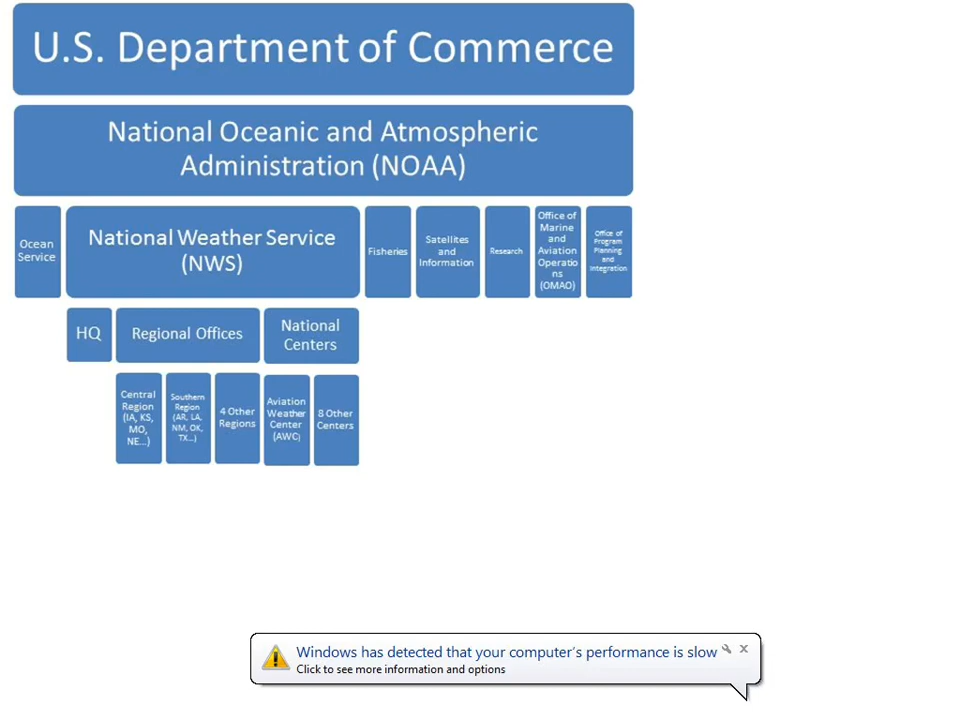 U.S. Department of Commerce
National Oceanic and Atmospheric
Administration (NOAA)
Ocean
Service
National Weather Service
(NWS)
Fisheries
Satellites
and
Information
Research
Office of
Marine
and
Aviation
Operatio
ns
(OMAO)
Office of
Program
Planning
and
Integration
HQ
Regional Offices
National
Centers
Central
Region
(IA, KS,
MO,
NE...)
Southern
Region
(AR, LA,
NM, OK,
TX...)
4 Other
Regions
Aviation
Weather
Center
(AWC)
8 Other
Centers
Windows has detected that your computer's performance is slow
Click to see more information and options